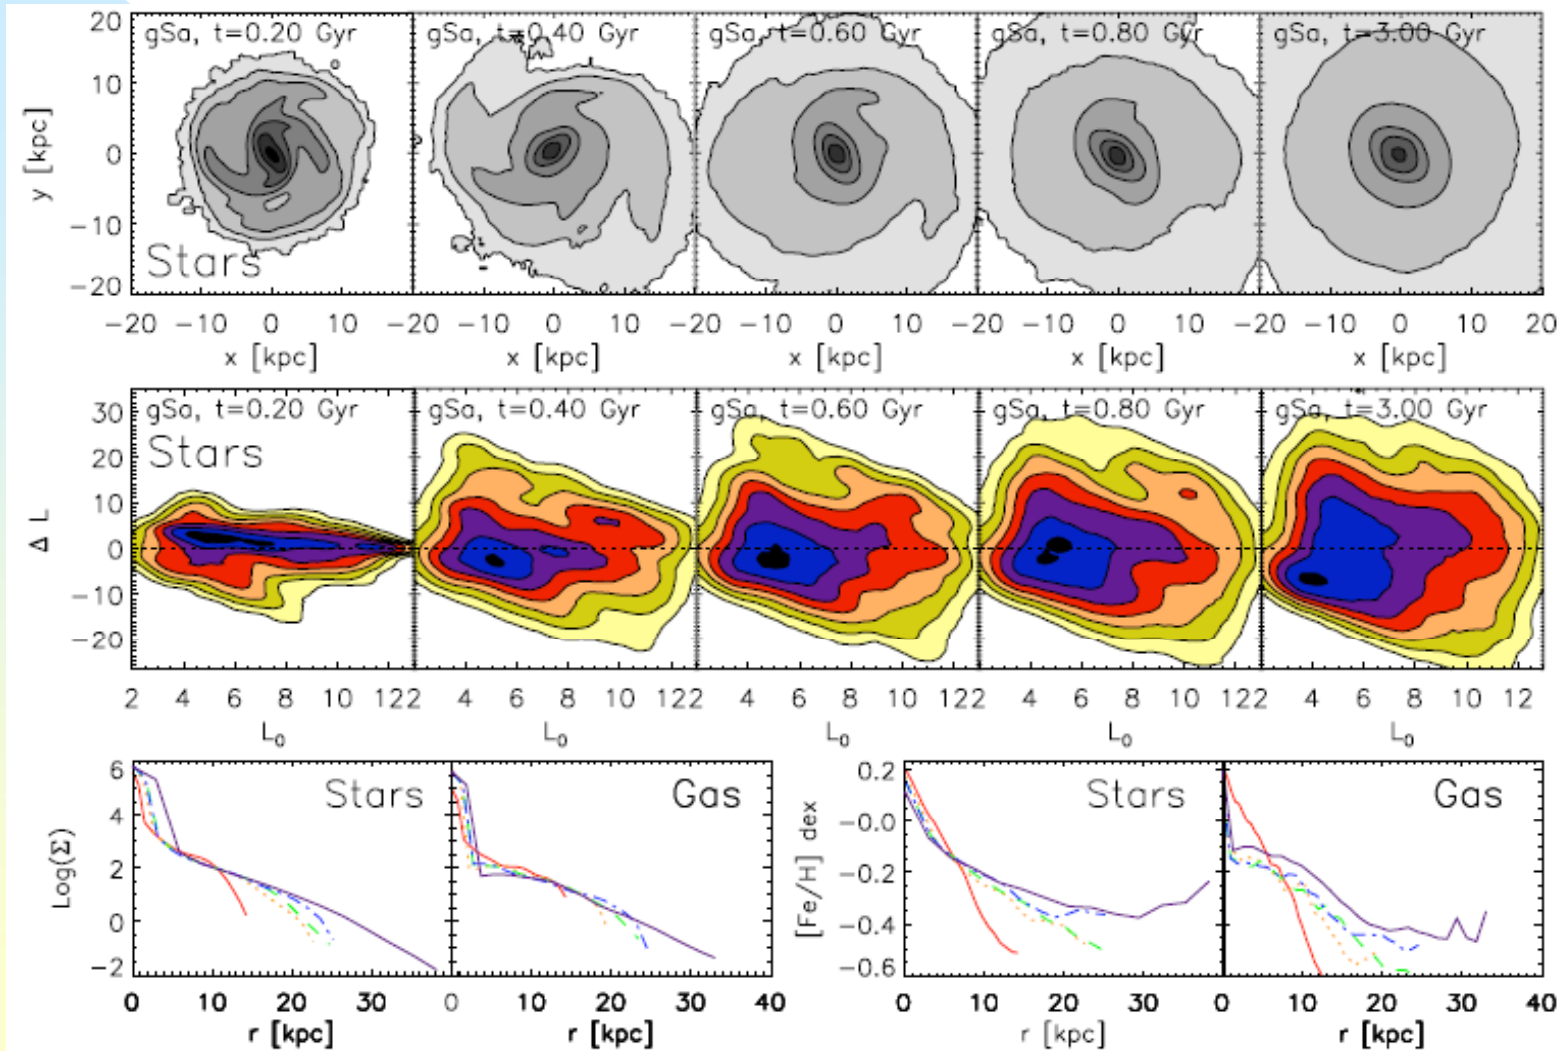 gSa, t=0.20 Gyr gSa, t=0.40 Gyr gSa, t=0.60 Gyr gSa, t=0.80 Gyr gSa, t=3.00 Gyr
20
10
0
-10
-20
y [kpc]
Stars
-20 -10 0 10 -20 -10 0 10 -20 -10 0 10 -20 -10 0 10 -20 -10 0 10 20
x [kpc] x [kpc] x [kpc] x [kpc] x [kpc]
gSa, t=0.20 Gyr gSa, t=0.40 Gyr gSa, t=0.60 Gyr gSa, t=0.80 Gyr gSa, t=3.00 Gyr
Stars
30
20
10
0
-10
-20
Δ L
2 4 6 8 10 122 4 6 8 10 122 4 6 8 10 122 4 6 8 10 122 4 6 8 10 12
L0 L0 L0 L0 L0
6
4
2
0
-2
Log(Σ)
Stars Gas
0 10 20 30 0 10 20 30 40
r [kpc] r [kpc]
0.2
-0.0
-0.2
-0.4
-0.6
[Fe/H] dex
Stars Gas
0 10 20 30 0 10 20 30 40
r [kpc] r [kpc]